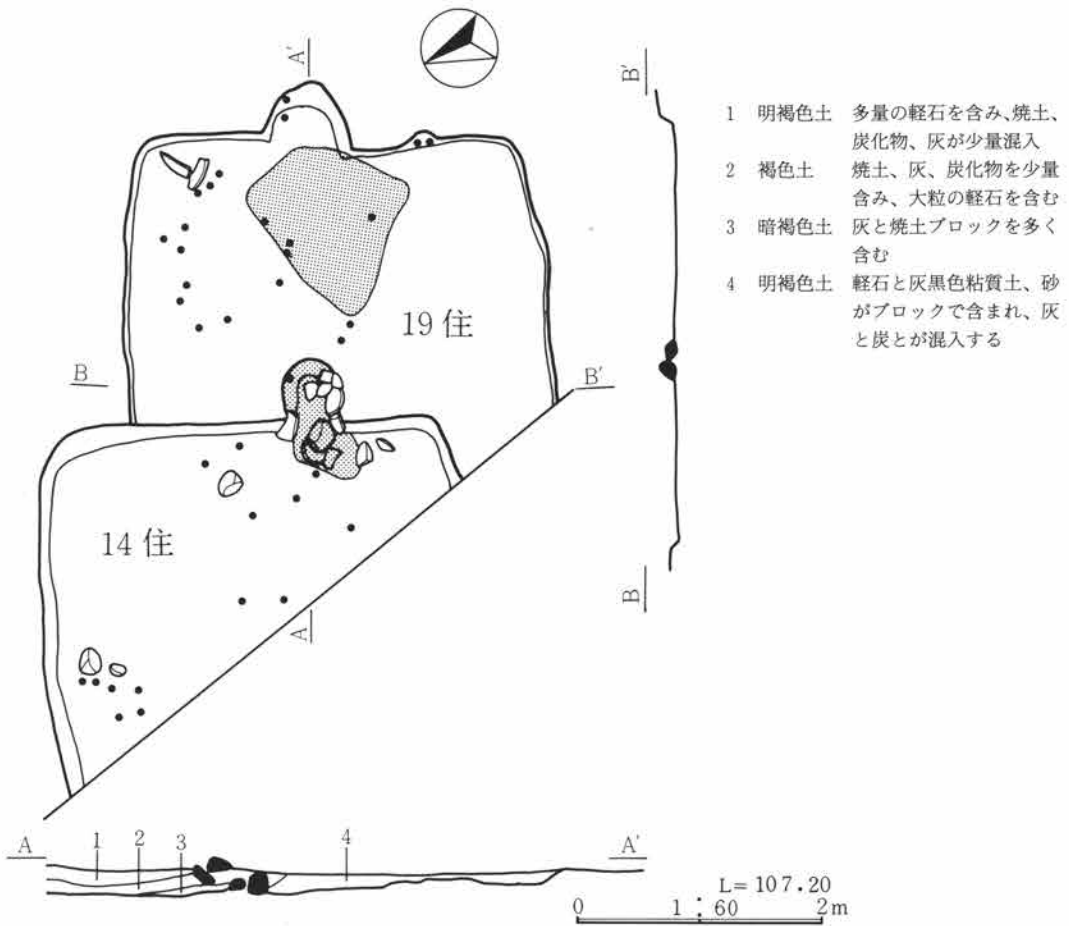 A'
B'
1 明褐色土 多量の軽石を含み、焼土、
炭化物、灰が少量混入
2 褐色土 焼土、灰、炭化物を少量
含み、大粒の軽石を含む
3 暗褐色土 灰と焼土ブロックを多く
含む
4 明褐色土 軽石と灰黒色粘質土、砂
がブロックで含まれ、灰
と炭とが混入する
19住
B
B'
14住
A
B
A 1 2 3 4 A'
L=107.20
0 1:60 2m